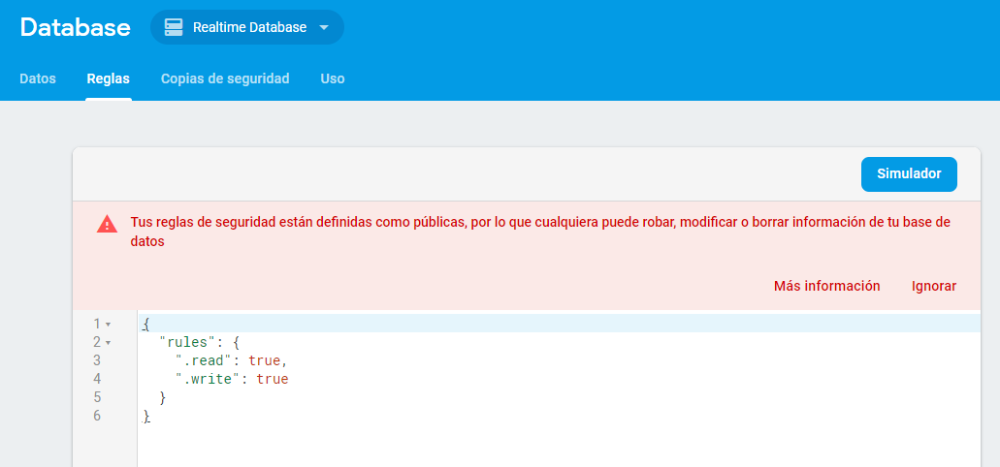 Database
Realtime Database
Datos Reglas Copias de seguridad Uso
Simulador
Tus reglas de seguridad están definidas como públicas, por lo que cualquiera puede robar, modificar o borrar información de tu base de
datos
Más información Ignorar
1 {
2 "rules": {
3 ".read": true,
4 ".write": true
5 }
6 }